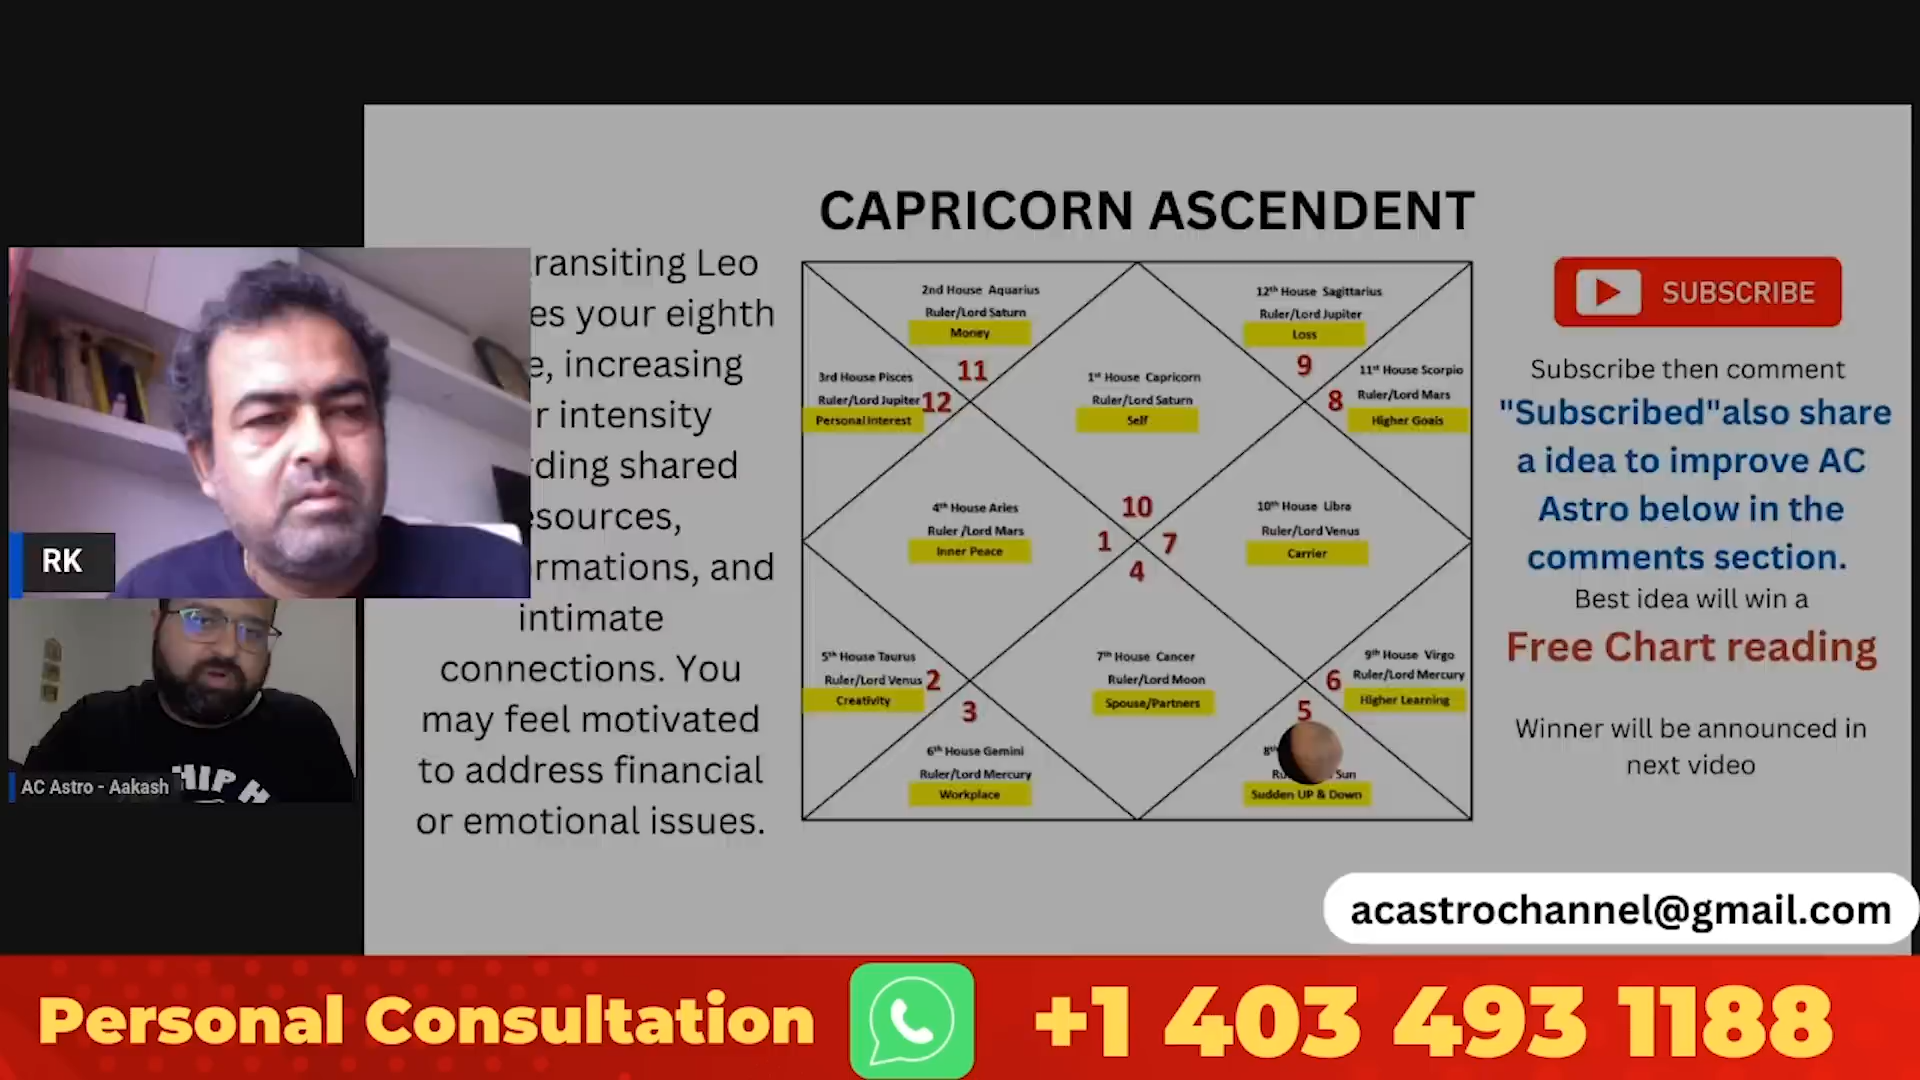 CAPRICORN ASCENDENT
ransiting Leo
es your eighth
e, increasing
r intensity
rding shared
sources,
rmations, and
intimate
connections. You
may feel motivated
to address financial
or emotional issues.
2nd House Aquarius
Ruler/Lord Saturn
Money
11
12th House Sagittarius
Ruler/Lord Jupiter
Loss
9
3rd House Pisces
Ruler/Lord Jupiter
12
Personal Interest
1st House Capricorn
Ruler/Lord Saturn
Self
11th House Scorpio
8
Ruler/Lord Mars
Higher Goals
4th House Aries
Ruler /Lord Mars
Inner Peace
10
1
7
4
10th House Libra
Ruler/Lord Venus
Carrier
5th House Taurus
Ruler/Lord Venus
2
Creativity
3
6th House Gemini
Ruler/Lord Mercury
Workplace
7th House Cancer
Ruler/Lord Moon
Spouse/Partners
9th House Virgo
6
Ruler/Lord Mercury
Higher Learning
5
8th
Ru Sun
Sudden UP & Down
SUBSCRIBE
Subscribe then comment
"Subscribed"also share
a idea to improve AC
Astro below in the
comments section.
Best idea will win a
Free Chart reading
Winner will be announced in
next video
RK
AC Astro - Aakash
HIP H
acastrochannel@gmail.com
Personal Consultation
+1 403 493 1188